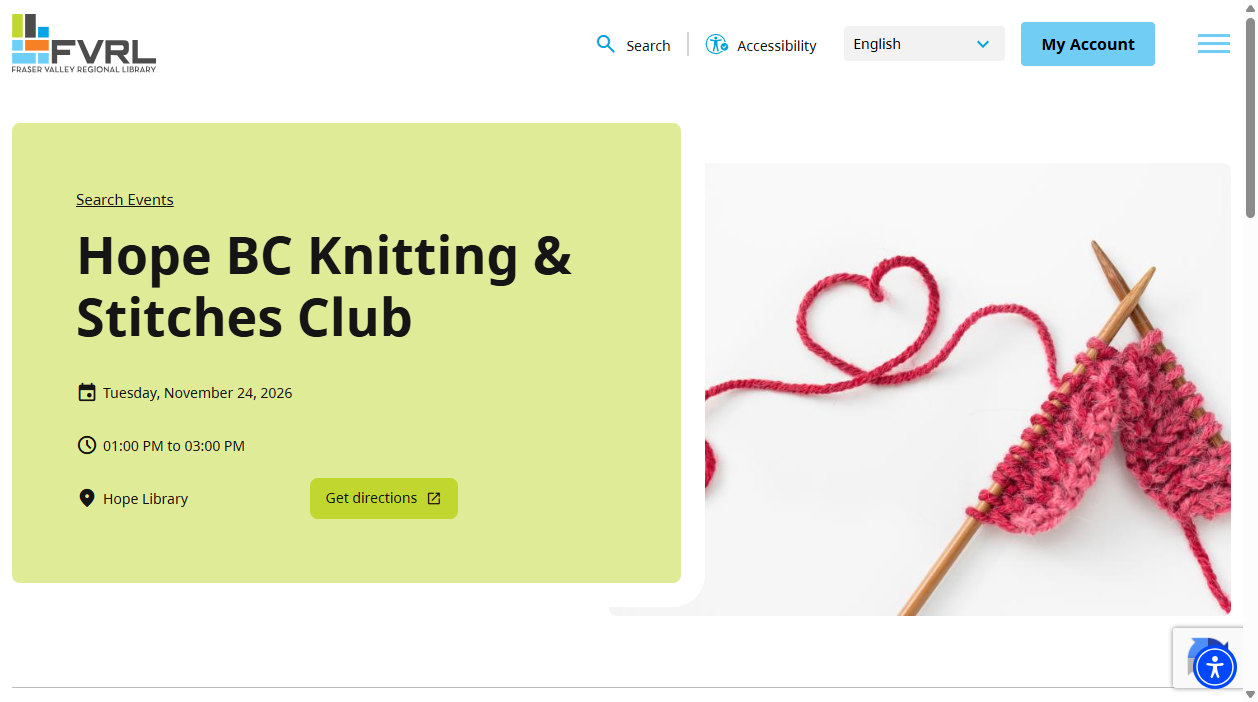 FVRL
FRASER VALLEY REGIONAL LIBRARY
Search
Accessibility
English
My Account
Search Events
Hope BC Knitting &
Stitches Club
Tuesday, November 24, 2026
01:00 PM to 03:00 PM
Hope Library
Get directions